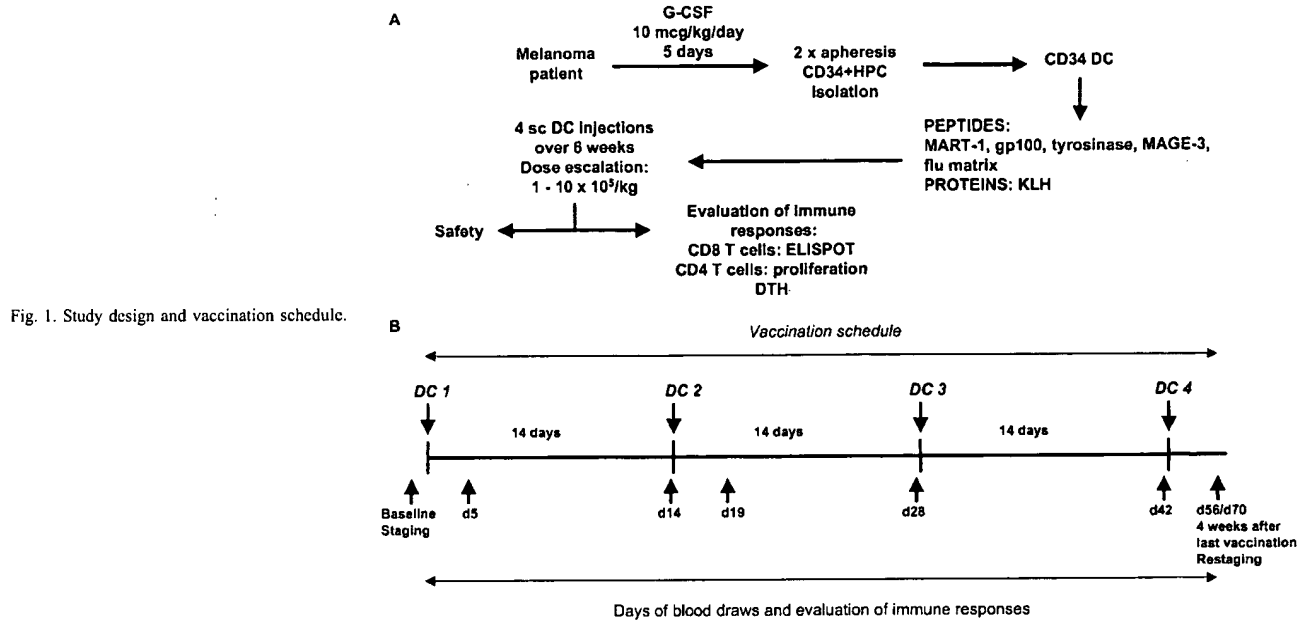 A
G-CSF
10 mcg/kg/day
5 days
Melanoma
patient
2 x apheresis
CD34+HPC
Isolation
CD34 DC
4 sc DC Injections
over 6 weeks
Dose escalation:
1 - 10 x 10⁵/kg
PEPTIDES:
MART-1, gp100, tyrosinase, MAGE-3,
flu matrix
PROTEINS: KLH
Safety
Evaluation of Immune
responses:
CD8 T cells: ELISPOT
CD4 T cells: proliferation
DTH
Fig. 1. Study design and vaccination schedule.
B
Vaccination schedule
DC 1 DC 2 DC 3 DC 4
14 days 14 days 14 days
Baseline
Staging
d5 d14 d19 d28 d42
d56/d70
4 weeks after
last vaccination
Restaging
Days of blood draws and evaluation of immune responses